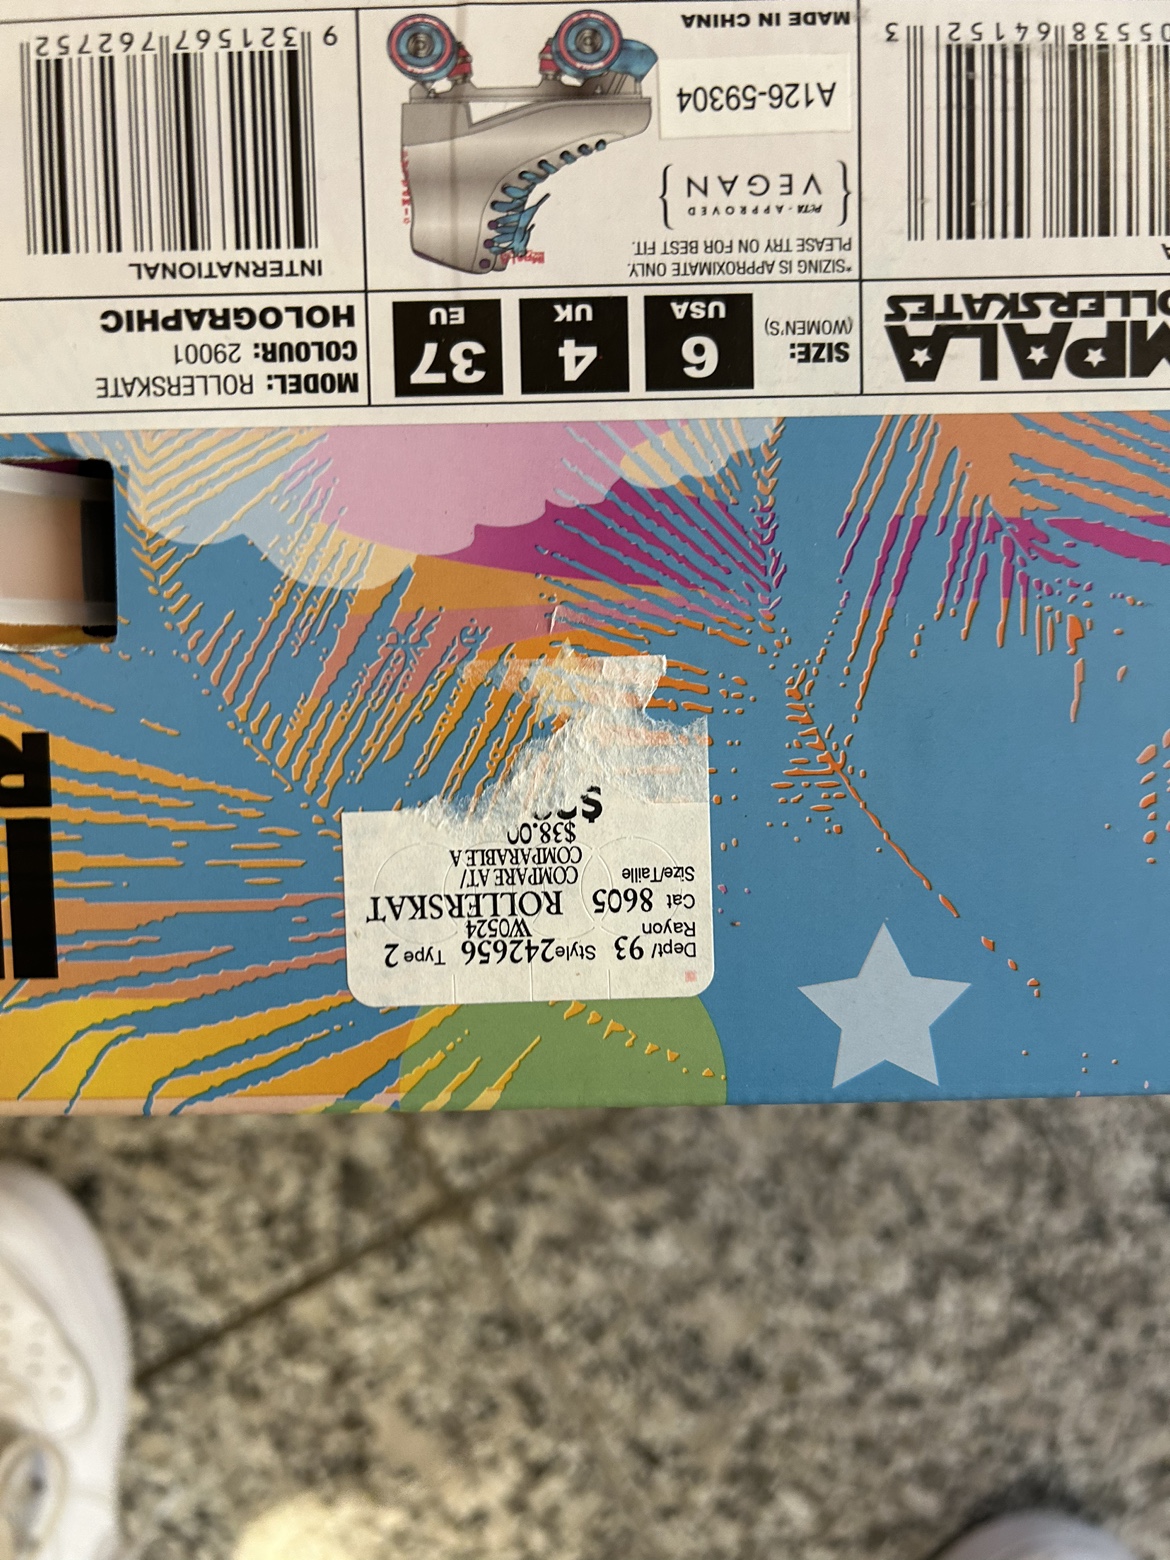 IMPALA
ROLLERSKATES
SIZE:
(WOMEN'S)
6
USA
4
UK
37
EU
MODEL: ROLLERSKATE
COLOUR: 29001
HOLOGRAPHIC
*SIZING IS APPROXIMATE ONLY.
PLEASE TRY ON FOR BEST FIT.
PETA - APPROVED
VEGAN
A126-59304
MADE IN CHINA
INTERNATIONAL
9 321567 762752
Dept/ 93 Style 242656 Type 2
Rayon W0524
Cat 8605 ROLLERSKAT
Size/Taille
COMPARE AT/
COMPARABLE A
$38.00
$